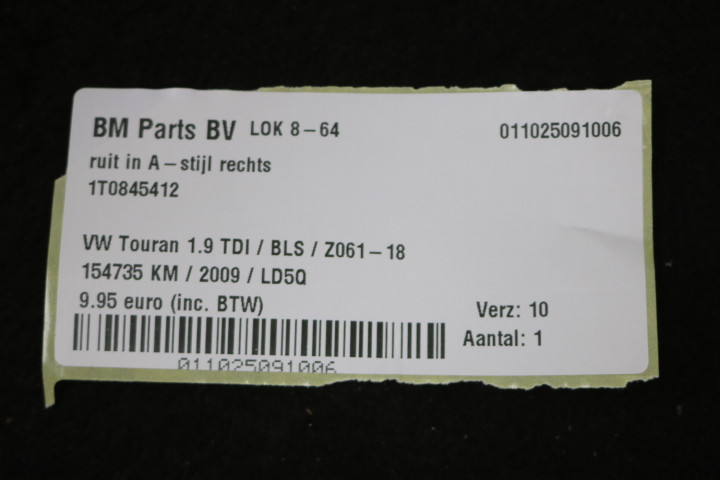 BM Parts BV LOK 8-64 011025091006
ruit in A-stijl rechts
1T0845412
VW Touran 1.9 TDI / BLS / Z061-18
154735 KM / 2009 / LD5Q
9.95 euro (inc. BTW)
Verz: 10
Aantal: 1
011025091006